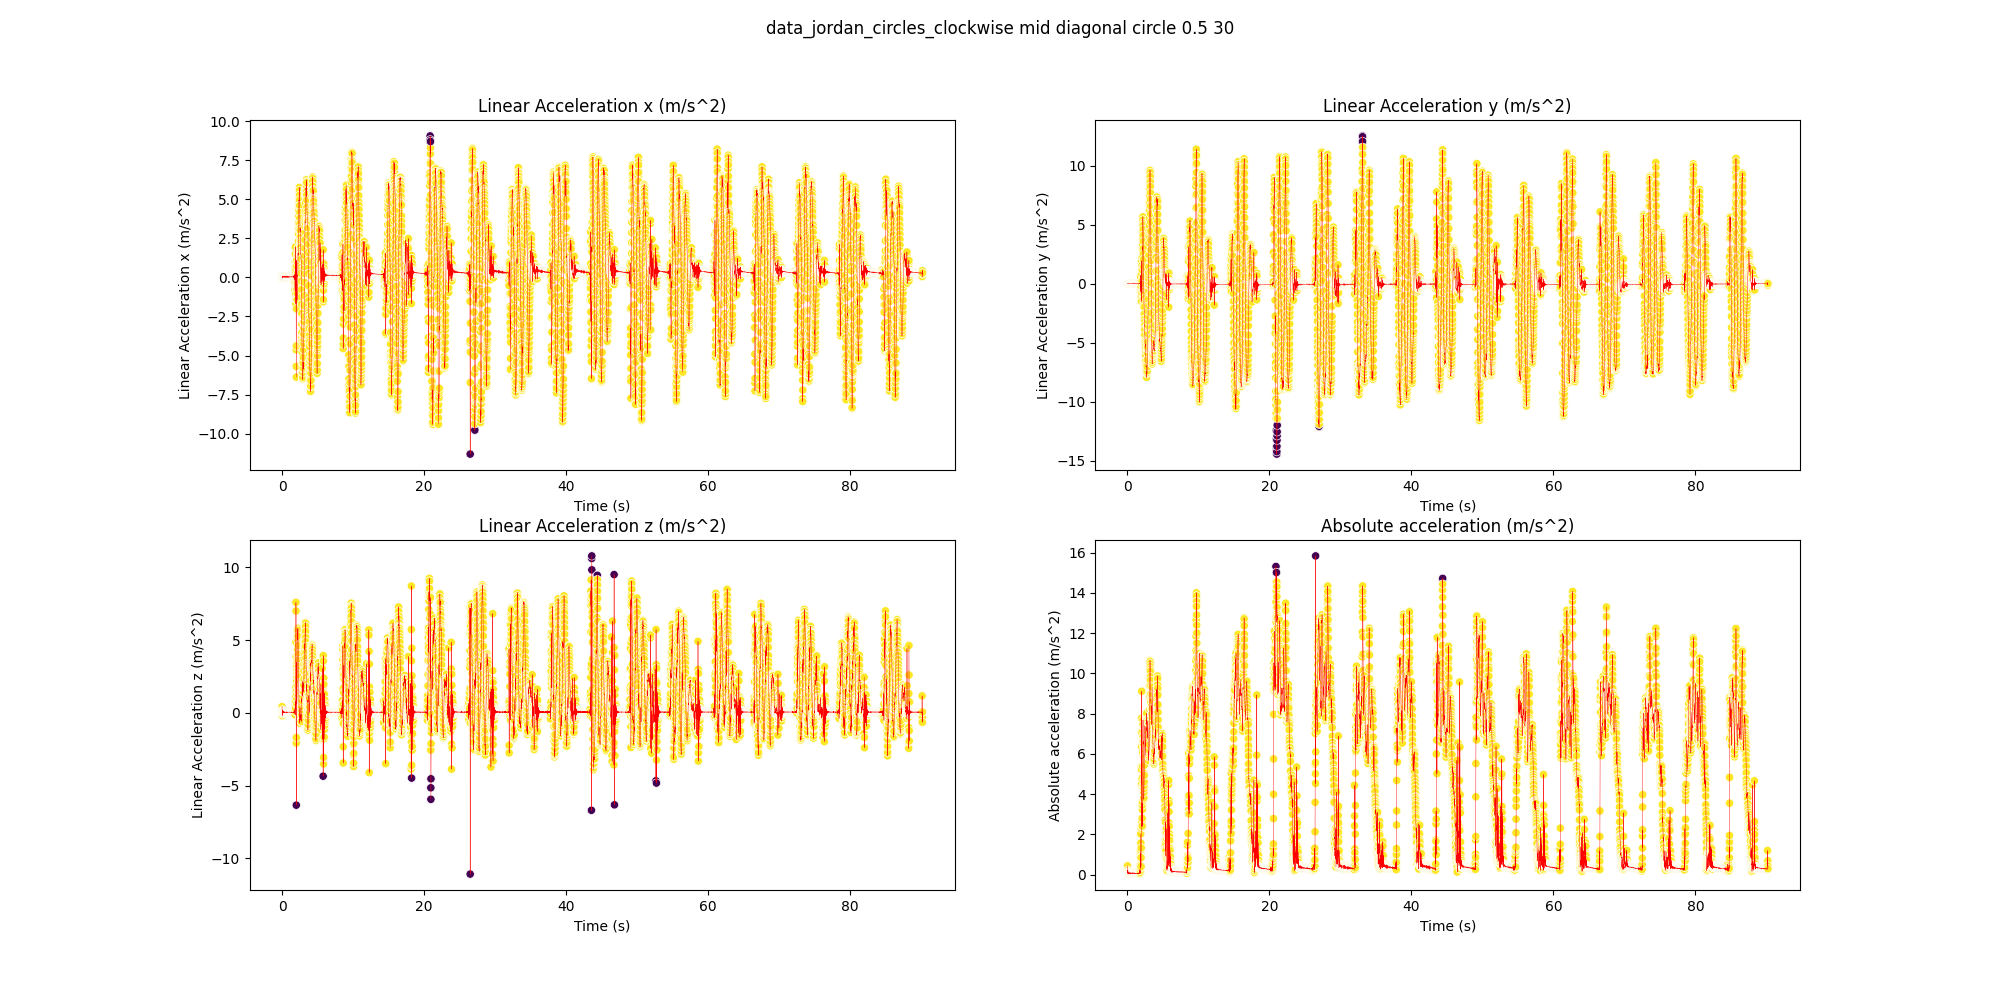 data_jordan_circles_clockwise mid diagonal circle 0.5 30
Linear Acceleration x (m/s^2)
Linear Acceleration x (m/s^2)
10.0
7.5
5.0
2.5
0.0
−2.5
−5.0
−7.5
−10.0
0 20 40 60 80
Time (s)
Linear Acceleration y (m/s^2)
Linear Acceleration y (m/s^2)
10
5
0
−5
−10
−15
0 20 40 60 80
Time (s)
Linear Acceleration z (m/s^2)
Linear Acceleration z (m/s^2)
10
5
0
−5
−10
0 20 40 60 80
Time (s)
Absolute acceleration (m/s^2)
Absolute acceleration (m/s^2)
16
14
12
10
8
6
4
2
0
0 20 40 60 80
Time (s)